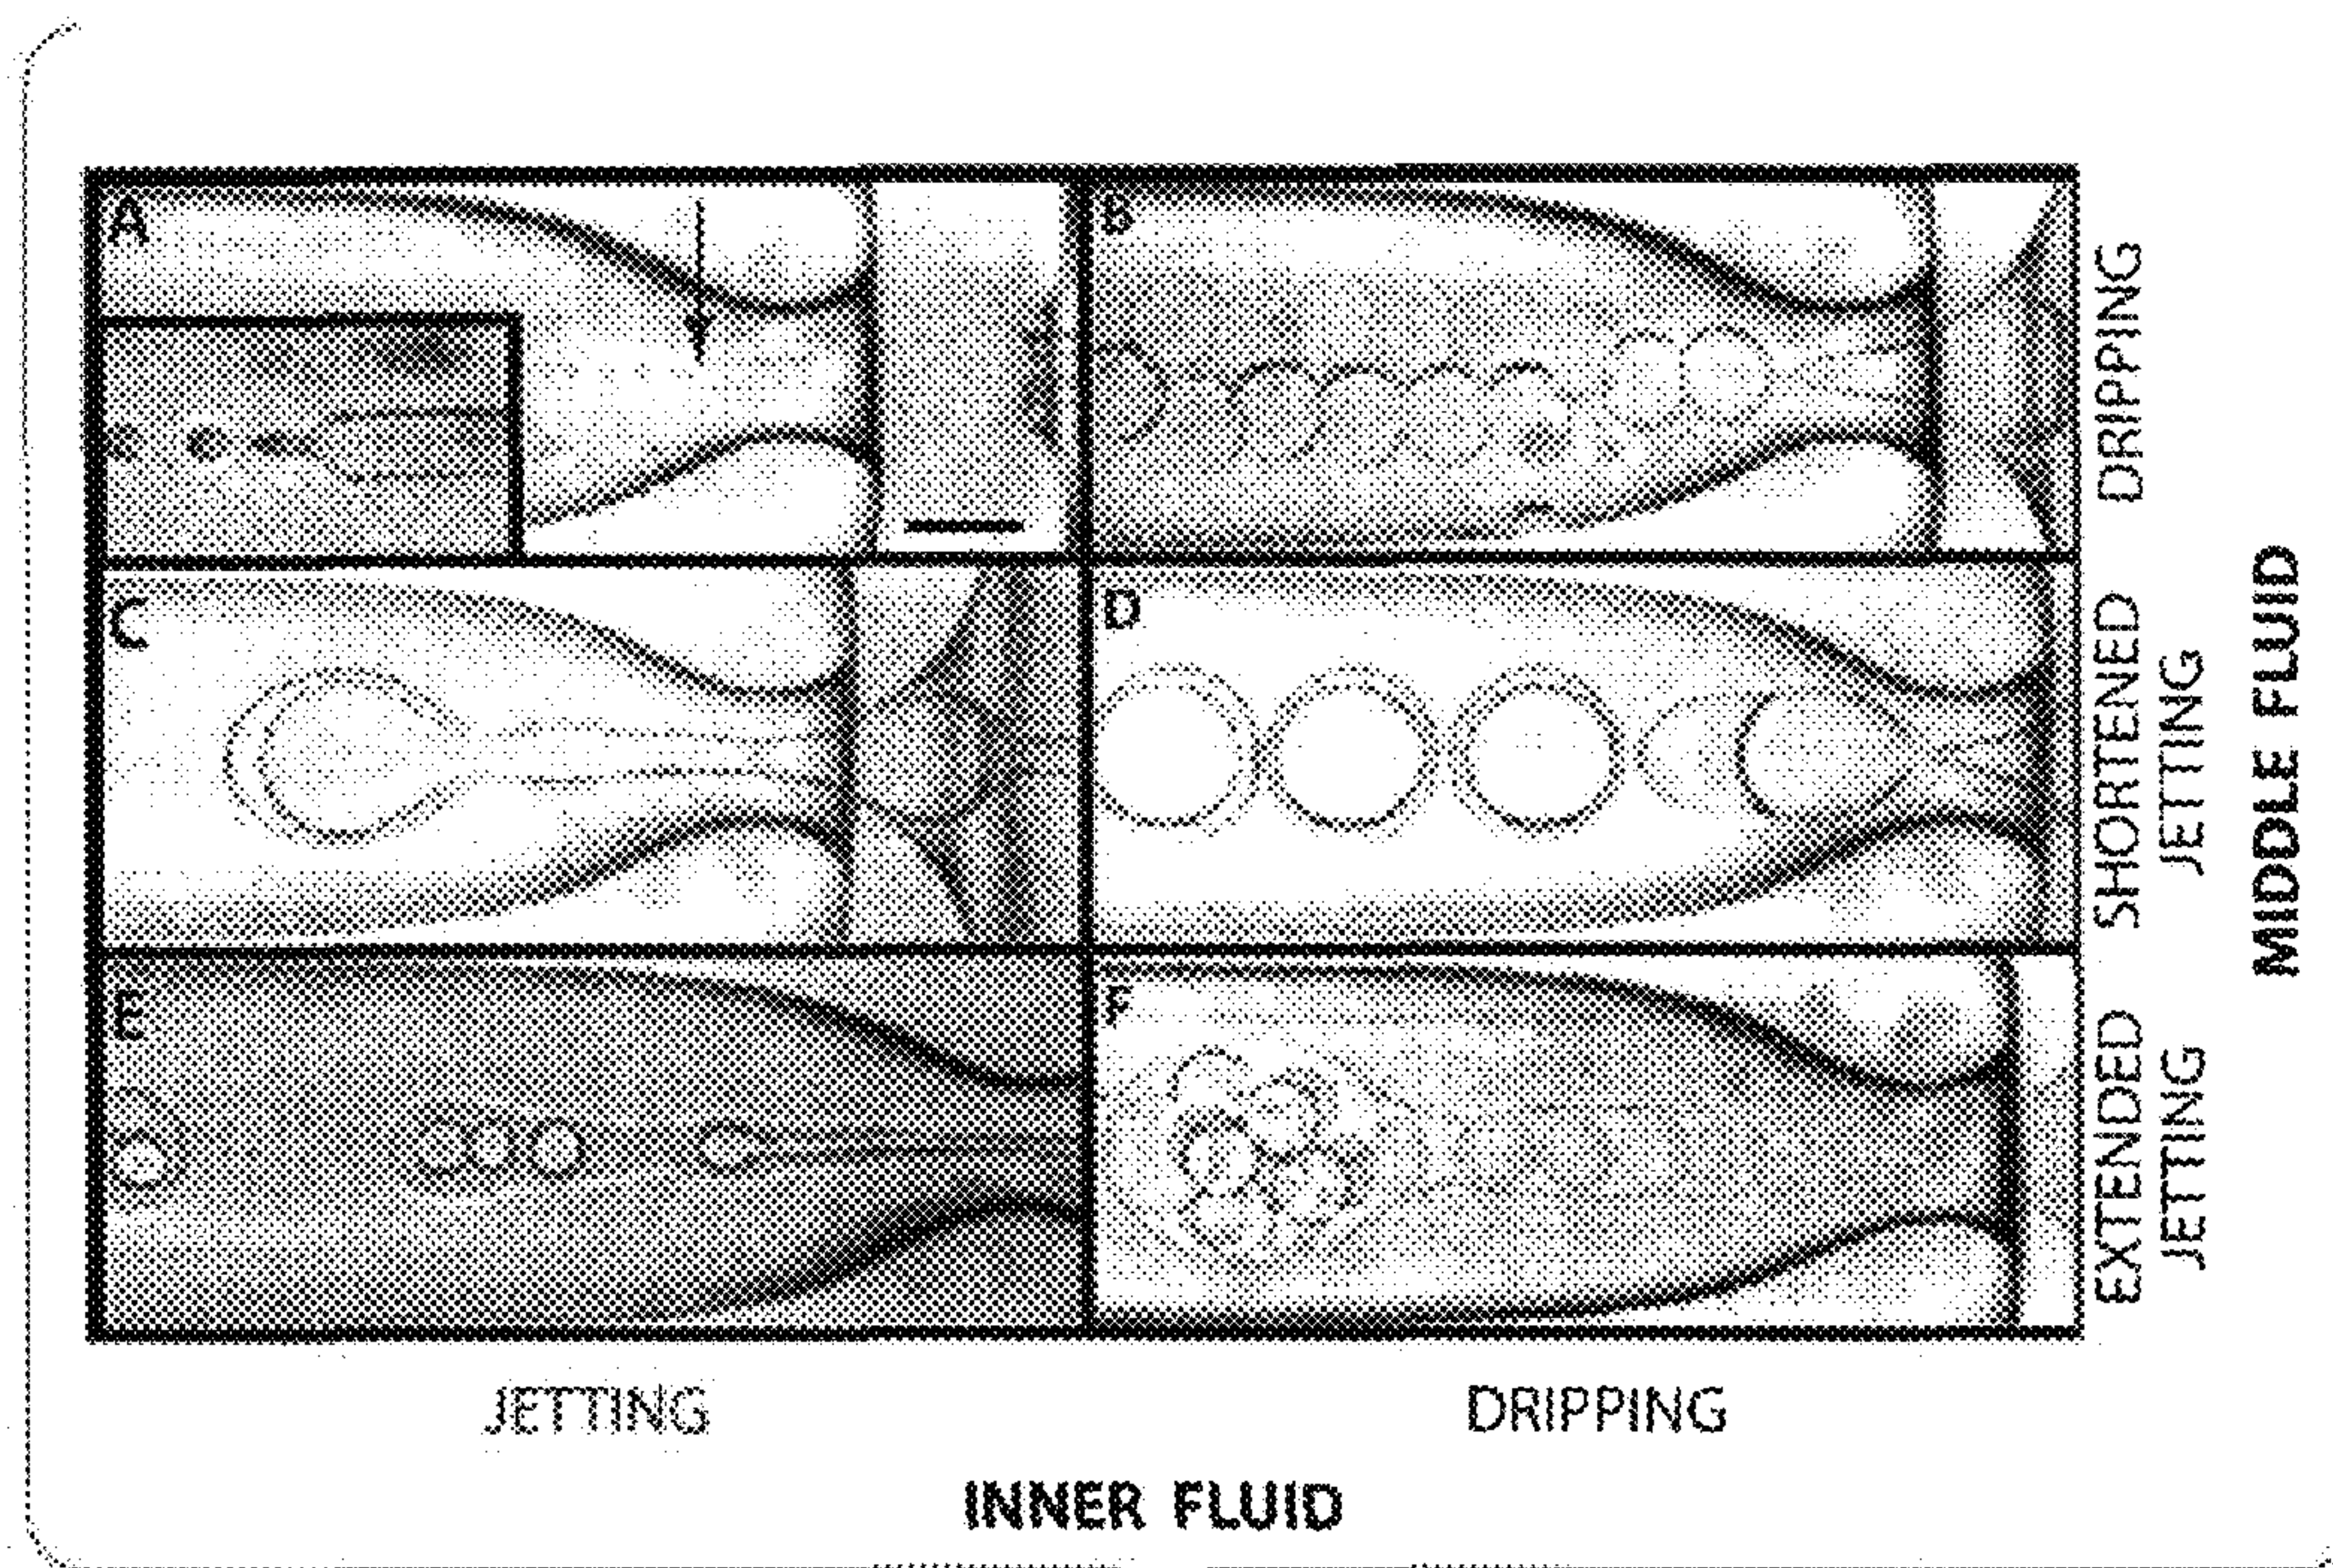 A
B
DRIPPING
C
D
SHORTENED
JETTING
MIDDLE FLUID
E
F
EXTENDED
JETTING
JETTING
DRIPPING
INNER FLUID